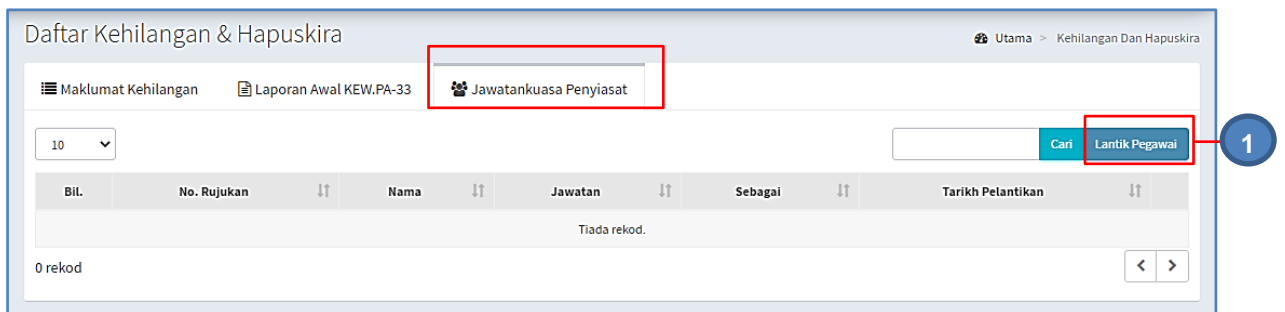 Daftar Kehilangan & Hapuskira
Utama > Kehilangan Dan Hapuskira
Maklumat Kehilangan Laporan Awal KEW.PA-33 Jawatankuasa Penyiasat
10 Cari Lantik Pegawai
1
Bil. No. Rujukan Nama Jawatan Sebagai Tarikh Pelantikan
Tiada rekod.
0 rekod < >